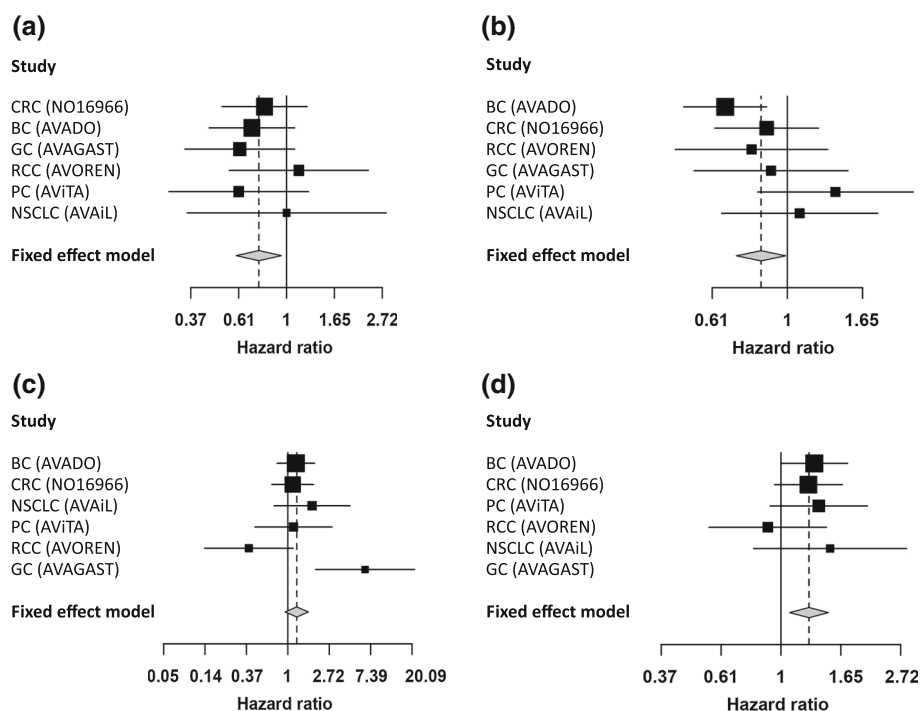 (a)
Study
CRC (NO16966)
BC (AVADO)
GC (AVAGAST)
RCC (AVOREN)
PC (AViTA)
NSCLC (AVAiL)
Fixed effect model
0.37 0.61 1 1.65 2.72
Hazard ratio
(b)
Study
BC (AVADO)
CRC (NO16966)
RCC (AVOREN)
GC (AVAGAST)
PC (AViTA)
NSCLC (AVAiL)
Fixed effect model
0.61 1 1.65
Hazard ratio
(c)
Study
BC (AVADO)
CRC (NO16966)
NSCLC (AVAiL)
PC (AViTA)
RCC (AVOREN)
GC (AVAGAST)
Fixed effect model
0.05 0.14 0.37 1 2.72 7.39 20.09
Hazard ratio
(d)
Study
BC (AVADO)
CRC (NO16966)
PC (AViTA)
RCC (AVOREN)
NSCLC (AVAiL)
GC (AVAGAST)
Fixed effect model
0.37 0.61 1 1.65 2.72
Hazard ratio